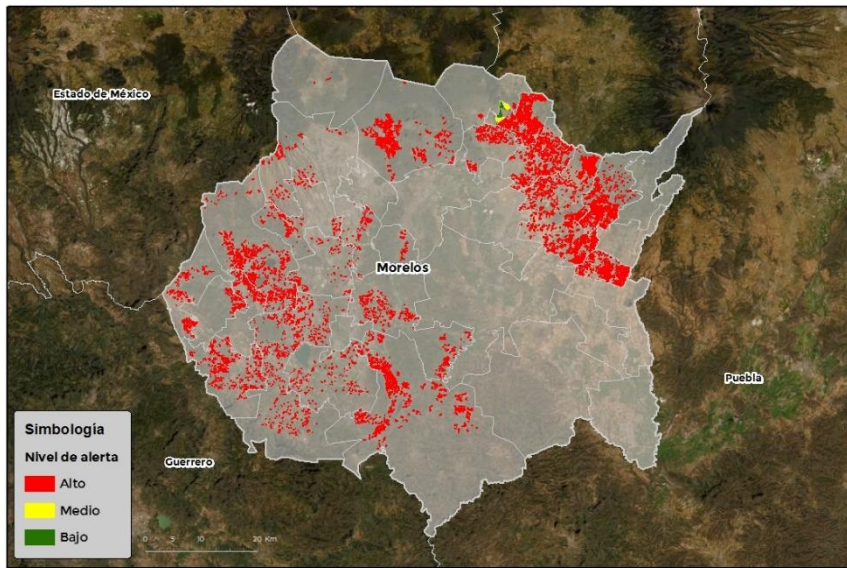 Estado de México
Morelos
Puebla
Guerrero
Simbología
Nivel de alerta
Alto
Medio
Bajo
0 5 10 20 Km